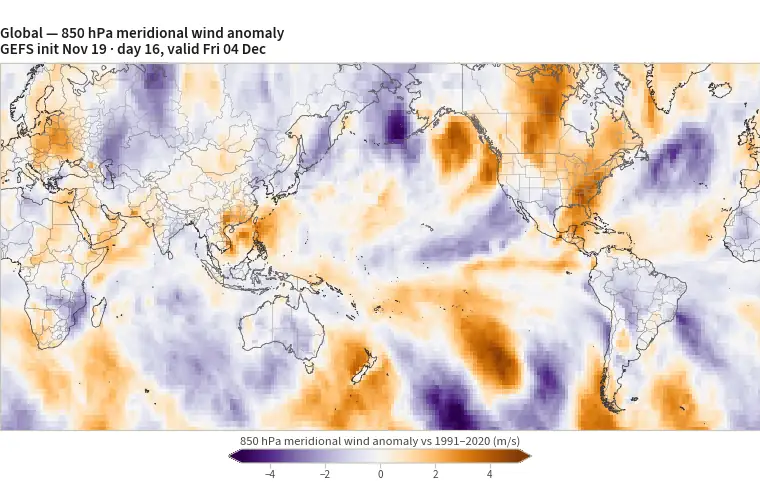 Global — 850 hPa meridional wind anomaly
GEFS init Nov 19 · day 16, valid Fri 04 Dec
850 hPa meridional wind anomaly vs 1991–2020 (m/s)
−4 −2 0 2 4